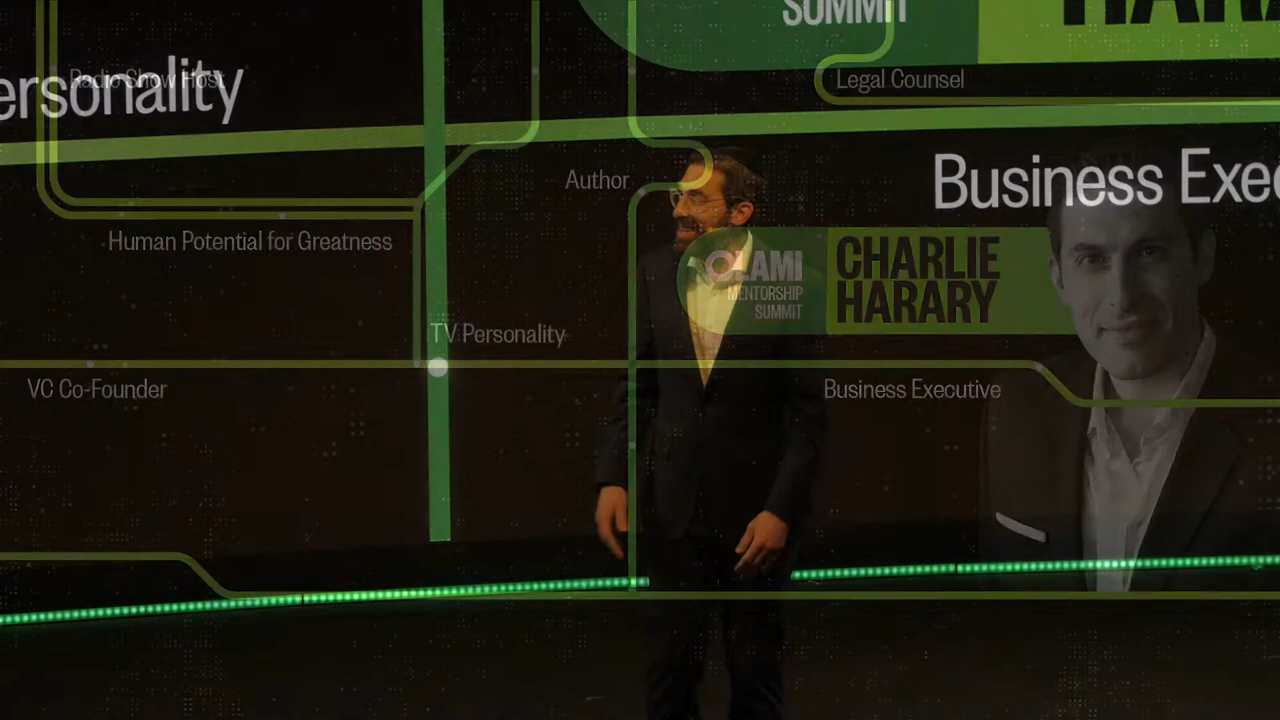 SUMMIT
Radio Show Host
ersonality
Legal Counsel
Author
Business Exec
Human Potential for Greatness
OLAMI
MENTORSHIP
SUMMIT
CHARLIE
HARARY
TV Personality
VC Co-Founder
Business Executive